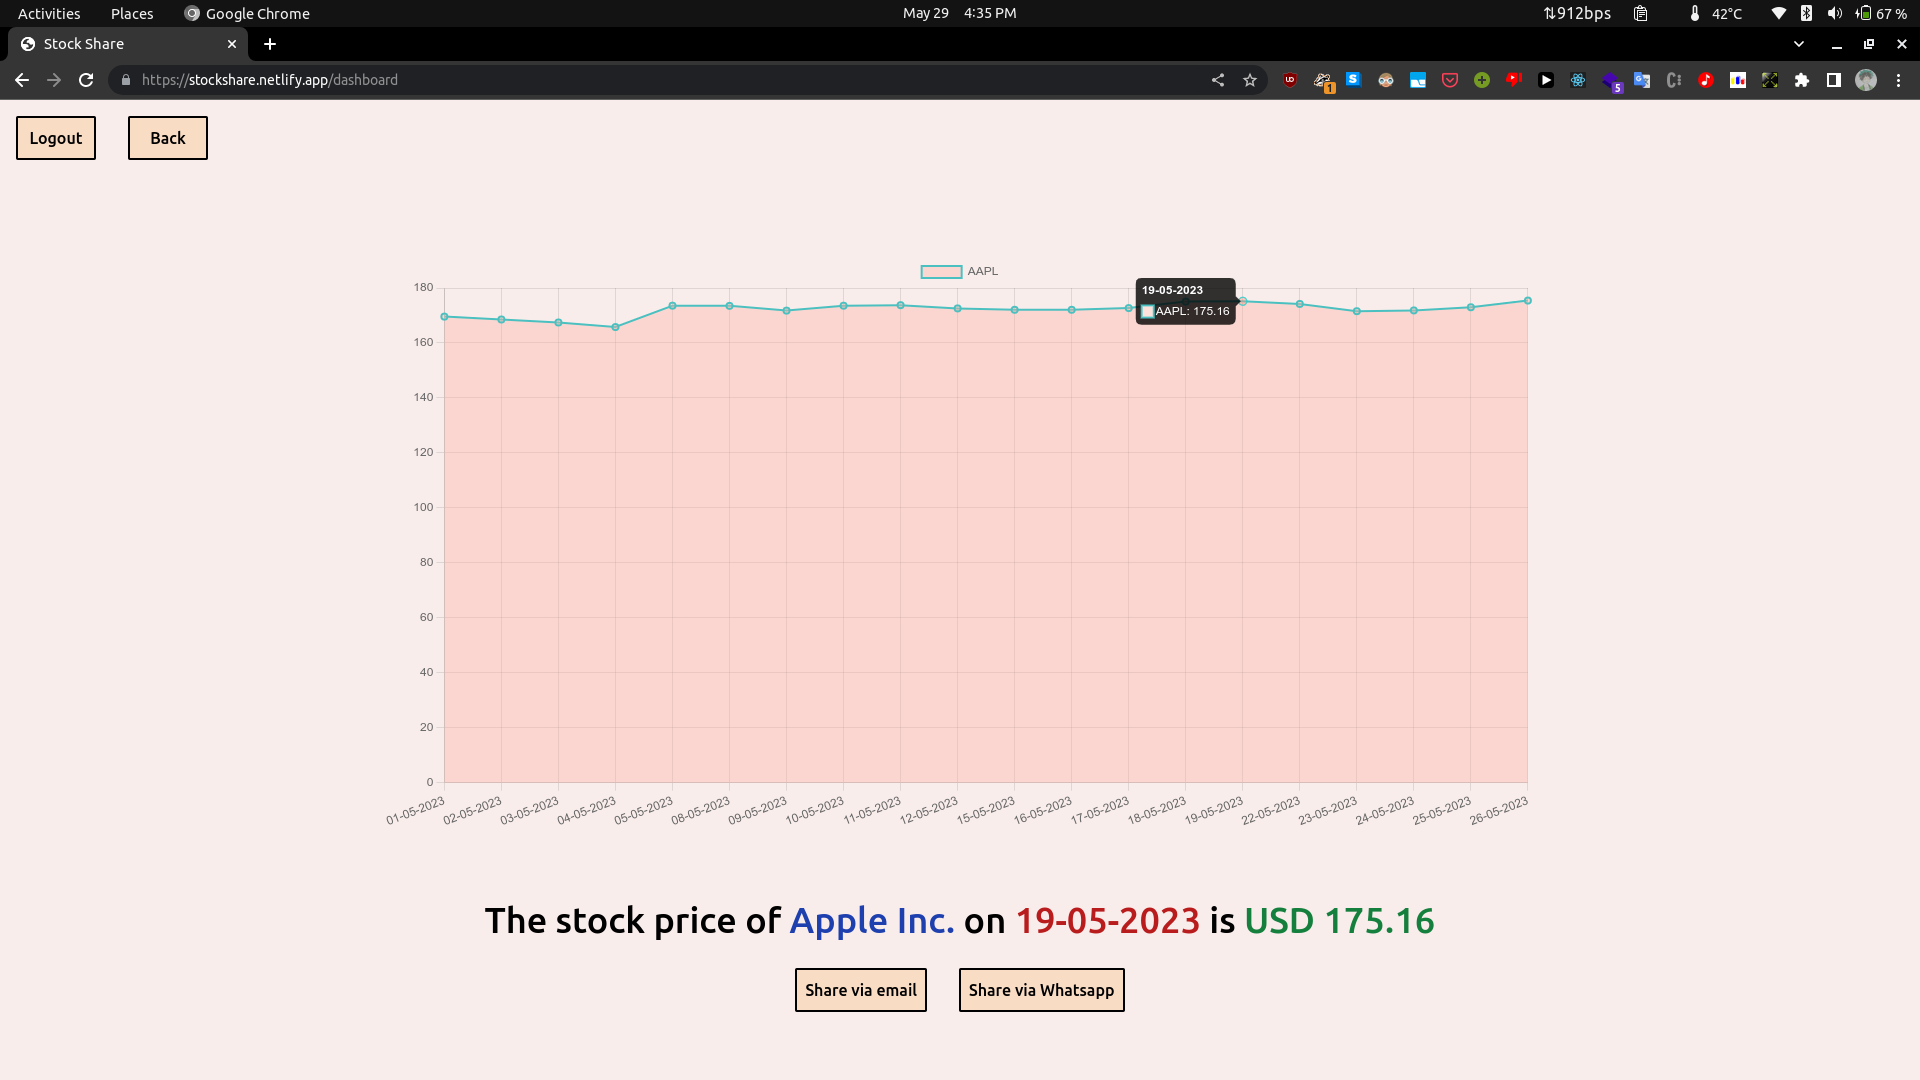 Activities Places Google Chrome May 29 4:35 PM ⇅912bps 42°C 67 %
Stock Share
https://stockshare.netlify.app/dashboard
1
5
Logout Back
AAPL
180
160
140
120
100
80
60
40
20
0
19-05-2023
AAPL: 175.16
01-05-2023 02-05-2023 03-05-2023 04-05-2023 05-05-2023 08-05-2023 09-05-2023 10-05-2023 11-05-2023 12-05-2023 15-05-2023 16-05-2023 17-05-2023 18-05-2023 19-05-2023 22-05-2023 23-05-2023 24-05-2023 25-05-2023 26-05-2023
The stock price of Apple Inc. on 19-05-2023 is USD 175.16
Share via email Share via Whatsapp